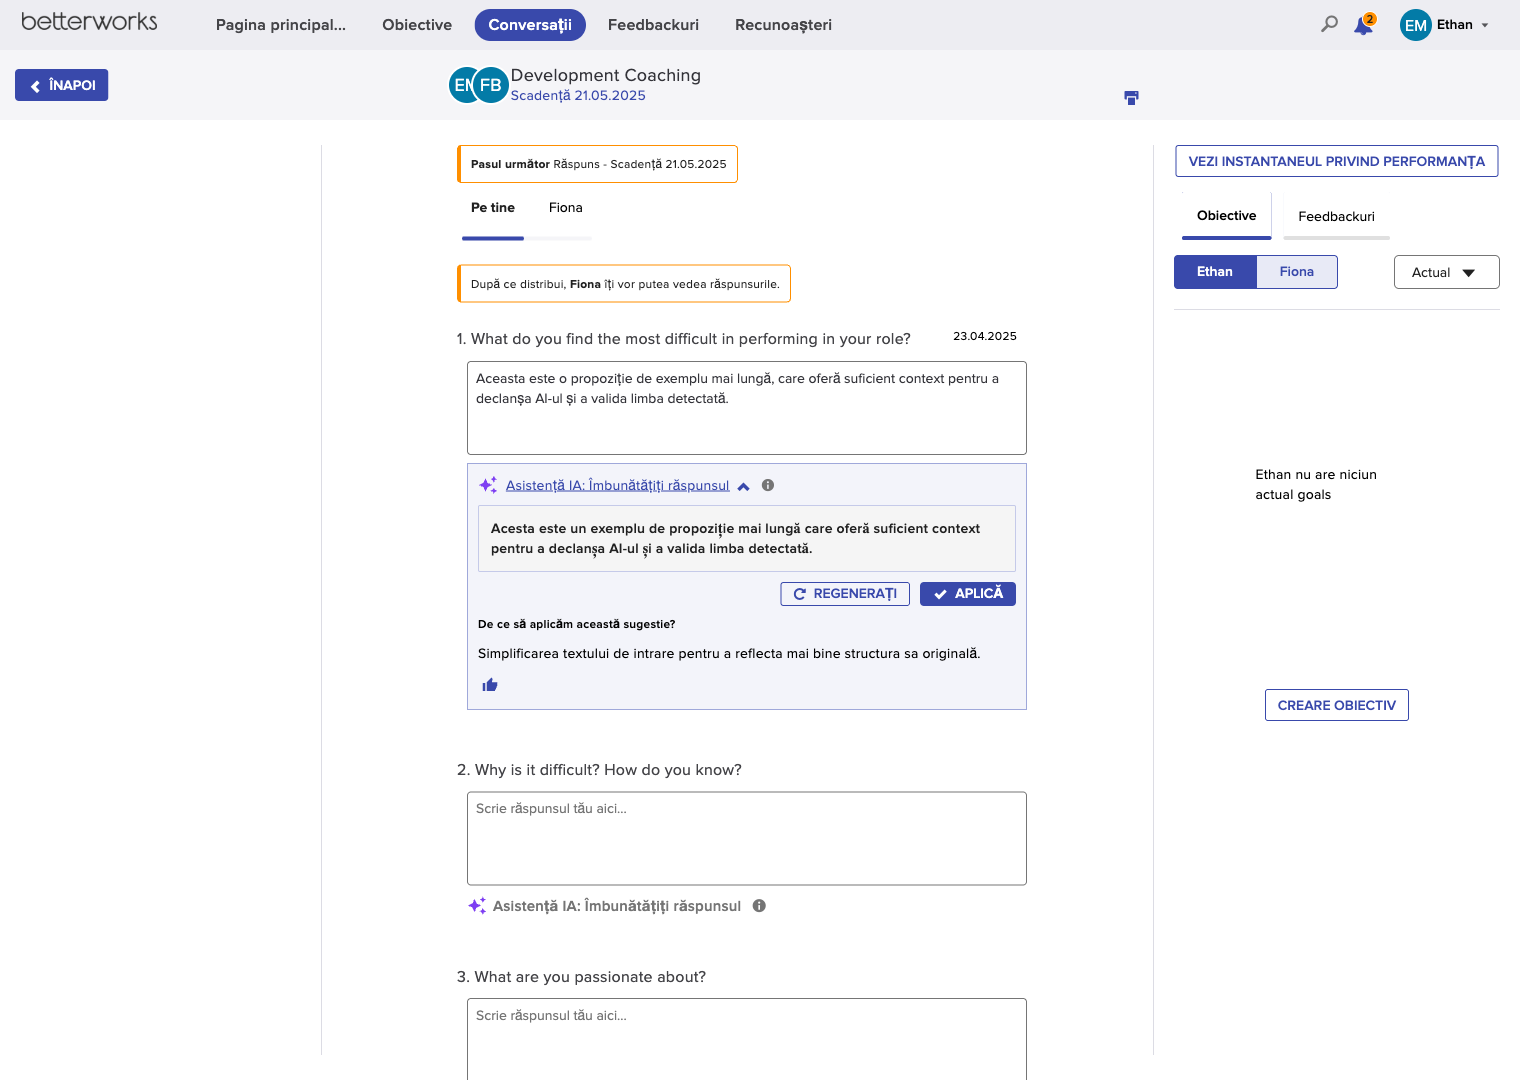 betterworks
Pagina principal...
Obiective
Conversații
Feedbackuri
Recunoașteri
2
EM
Ethan
ÎNAPOI
FB
Development Coaching
Scadență 21.05.2025
Pasul următor Răspuns - Scadență 21.05.2025
Pe tine
Fiona
După ce distribui, Fiona îți vor putea vedea răspunsurile.
1. What do you find the most difficult in performing in your role?
23.04.2025
Aceasta este o propoziție de exemplu mai lungă, care oferă suficient context pentru a
declanșa AI-ul și a valida limba detectată.
Asistență IA: Îmbunătățiți răspunsul
Acesta este un exemplu de propoziție mai lungă care oferă suficient context
pentru a declanșa AI-ul și a valida limba detectată.
REGENERAȚI
APLICĂ
De ce să aplicăm această sugestie?
Simplificarea textului de intrare pentru a reflecta mai bine structura sa originală.
2. Why is it difficult? How do you know?
Scrie răspunsul tău aici...
Asistență IA: Îmbunătățiți răspunsul
3. What are you passionate about?
Scrie răspunsul tău aici...
VEZI INSTANTANEUL PRIVIND PERFORMANȚA
Obiective
Feedbackuri
Ethan
Fiona
Actual
Ethan nu are niciun
actual goals
CREARE OBIECTIV